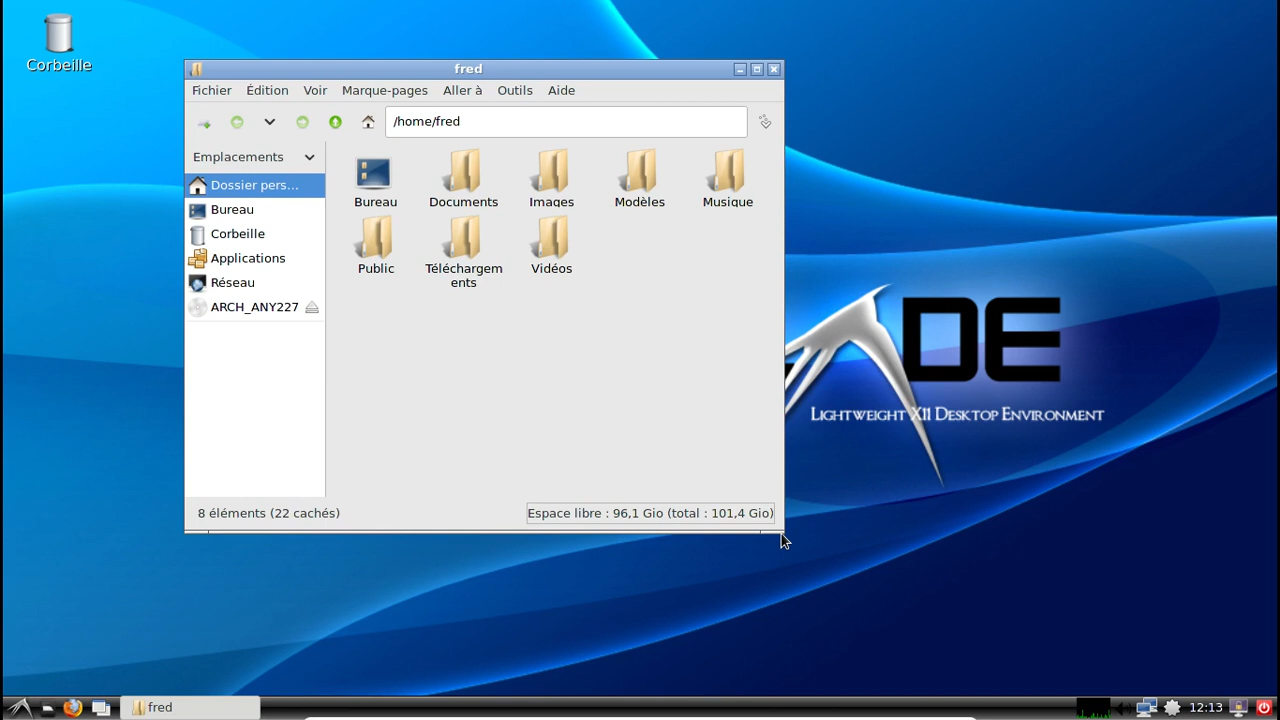 Corbeille
fred
Fichier Édition Voir Marque-pages Aller à Outils Aide
/home/fred
Emplacements
Dossier pers...
Bureau
Corbeille
Applications
Réseau
ARCH_ANY227
Bureau Documents Images Modèles Musique
Public Téléchargem
ents Vidéos
8 éléments (22 cachés) Espace libre : 96,1 Gio (total : 101,4 Gio)
DE
LIGHTWEIGHT X11 DESKTOP ENVIRONMENT
fred 12:13